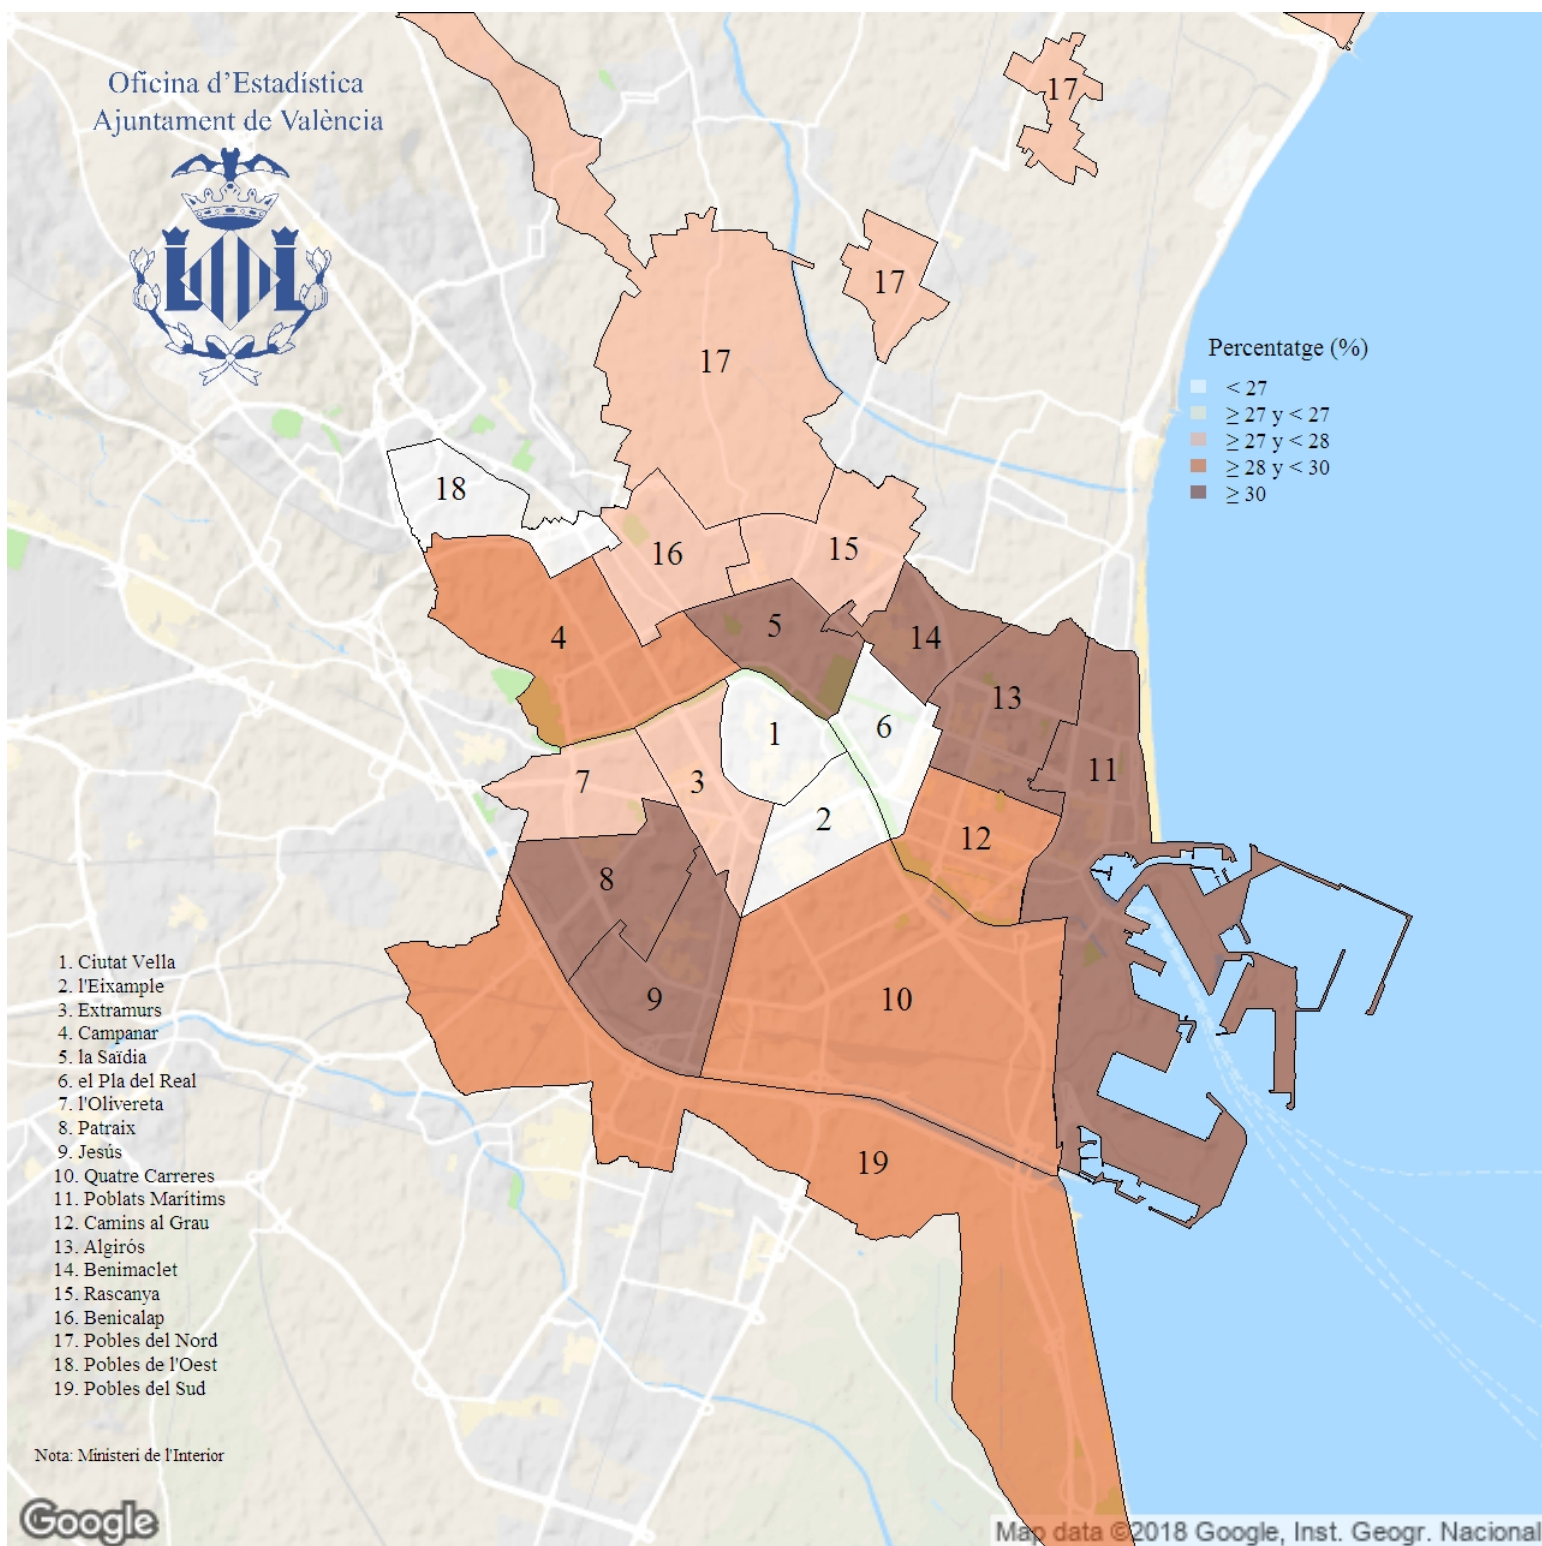 Oficina d'Estadística
Ajuntament de València
17
17
17
Percentatge (%)
< 27
≥ 27 y < 27
≥ 27 y < 28
≥ 28 y < 30
≥ 30
18
16
15
4
5
14
13
6
1
11
7
3
2
12
8
9
10
19
1. Ciutat Vella
2. l'Eixample
3. Extramurs
4. Campanar
5. la Saïdia
6. el Pla del Real
7. l'Olivereta
8. Patraix
9. Jesús
10. Quatre Carreres
11. Poblats Marítims
12. Camins al Grau
13. Algirós
14. Benimaclet
15. Rascanya
16. Benicalap
17. Pobles del Nord
18. Pobles de l'Oest
19. Pobles del Sud
Nota: Ministeri de l'Interior
Google
Map data ©2018 Google, Inst. Geogr. Nacional